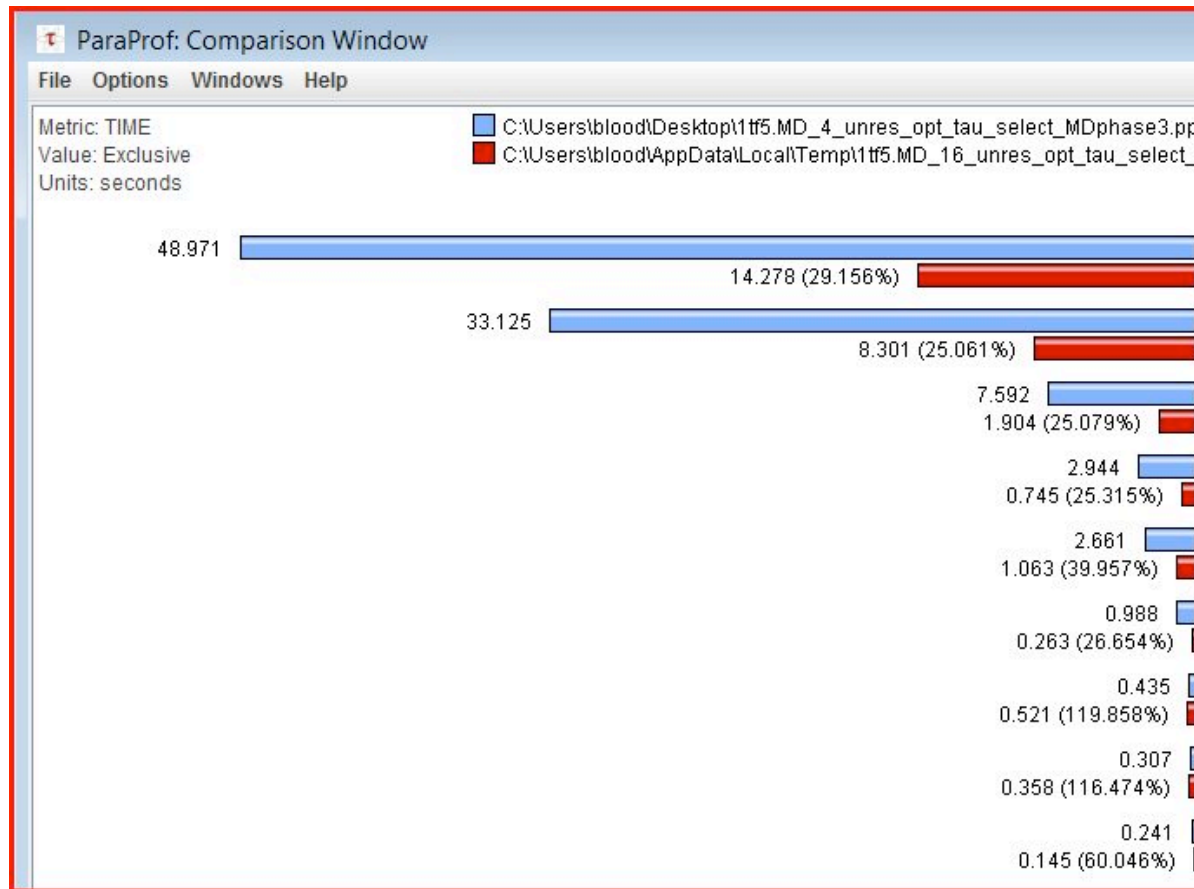 τ ParaProf: Comparison Window
File Options Windows Help
Metric: TIME
Value: Exclusive
Units: seconds
C:\Users\blood\Desktop\1tf5.MD_4_unres_opt_tau_select_MDphase3.pp
C:\Users\blood\AppData\Local\Temp\1tf5.MD_16_unres_opt_tau_select_
48.971
14.278 (29.156%)
33.125
8.301 (25.061%)
7.592
1.904 (25.079%)
2.944
0.745 (25.315%)
2.661
1.063 (39.957%)
0.988
0.263 (26.654%)
0.435
0.521 (119.858%)
0.307
0.358 (116.474%)
0.241
0.145 (60.046%)